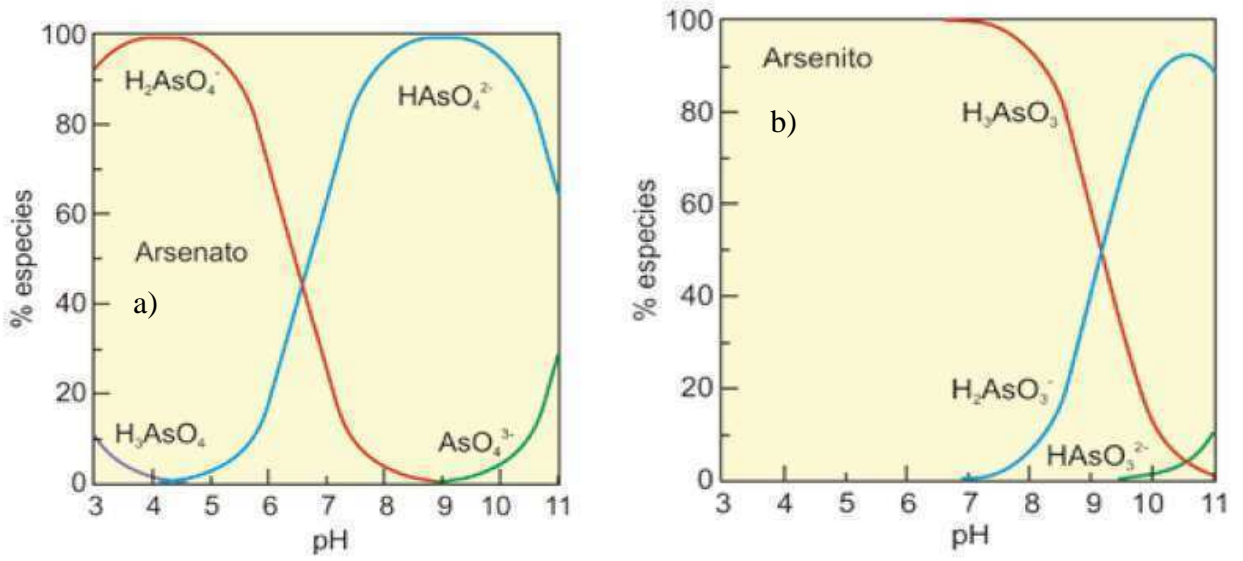 100
80
60
40
20
0
% especies
H₂AsO₄⁻
HAsO₄²⁻
Arsenato
a)
H₃AsO₄
AsO₄³⁻
3 4 5 6 7 8 9 10 11
pH
100
80
60
40
20
0
% especies
Arsenito
b)
H₃AsO₃
H₂AsO₃⁻
HAsO₃²⁻
3 4 5 6 7 8 9 10 11
pH